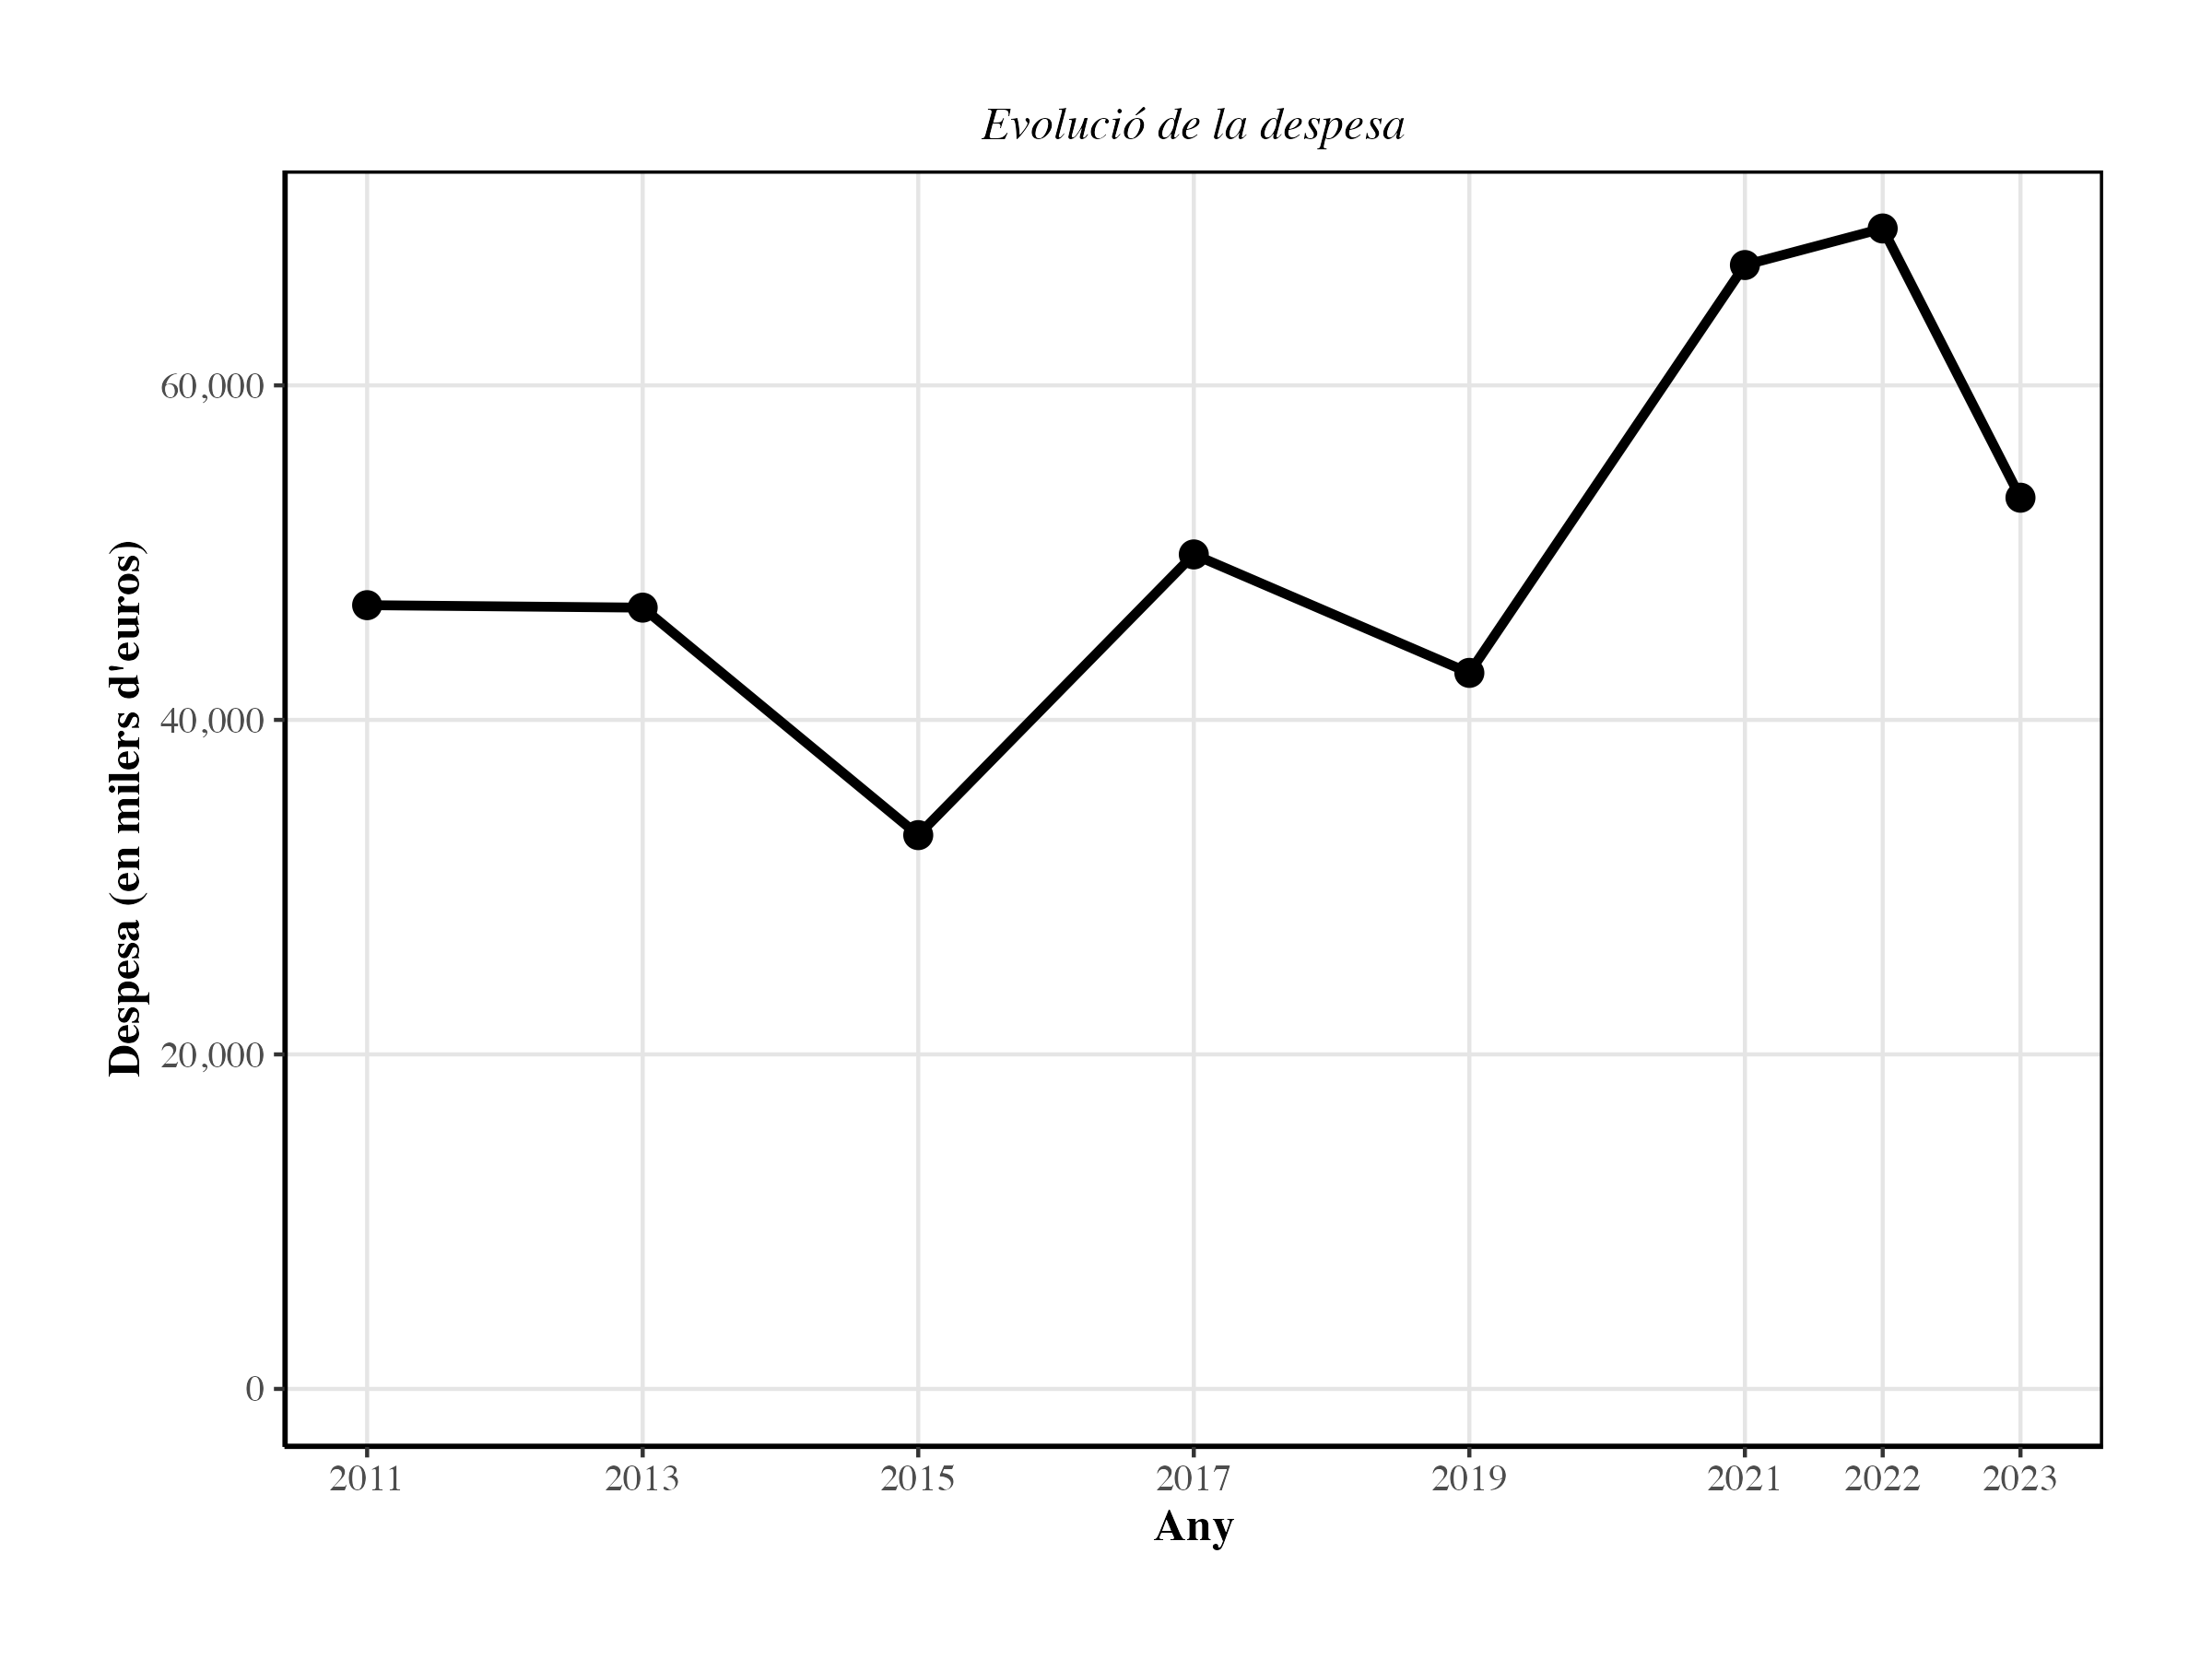 Evolució de la despesa
Despesa (en milers d'euros)
60,000
40,000
20,000
0
2011 2013 2015 2017 2019 2021 2022 2023
Any